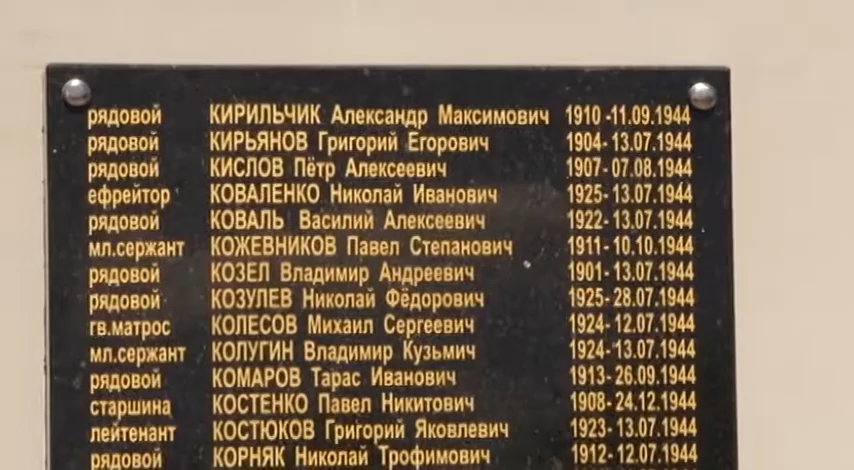 рядовой КИРИЛЬЧИК Александр Максимович 1910 -11.09.1944
рядовой КИРЬЯНОВ Григорий Егорович 1904- 13.07.1944
рядовой КИСЛОВ Пётр Алексеевич 1907- 07.08.1944
ефрейтор КОВАЛЕНКО Николай Иванович 1925- 13.07.1944
рядовой КОВАЛЬ Василий Алексеевич 1922- 13.07.1944
мл.сержант КОЖЕВНИКОВ Павел Степанович 1911- 10.10.1944
рядовой КОЗЕЛ Владимир Андреевич 1901- 13.07.1944
рядовой КОЗУЛЕВ Николай Фёдорович 1925- 28.07.1944
гв.матрос КОЛЕСОВ Михаил Сергеевич 1924- 12.07.1944
мл.сержант КОЛУГИН Владимир Кузьмич 1924- 13.07.1944
рядовой КОМАРОВ Тарас Иванович 1913- 26.09.1944
старшина КОСТЕНКО Павел Никитович 1908- 24.12.1944
лейтенант КОСТЮКОВ Григорий Яковлевич 1923- 13.07.1944
рядовой КОРНЯК Николай Трофимович 1912- 12.07.1944